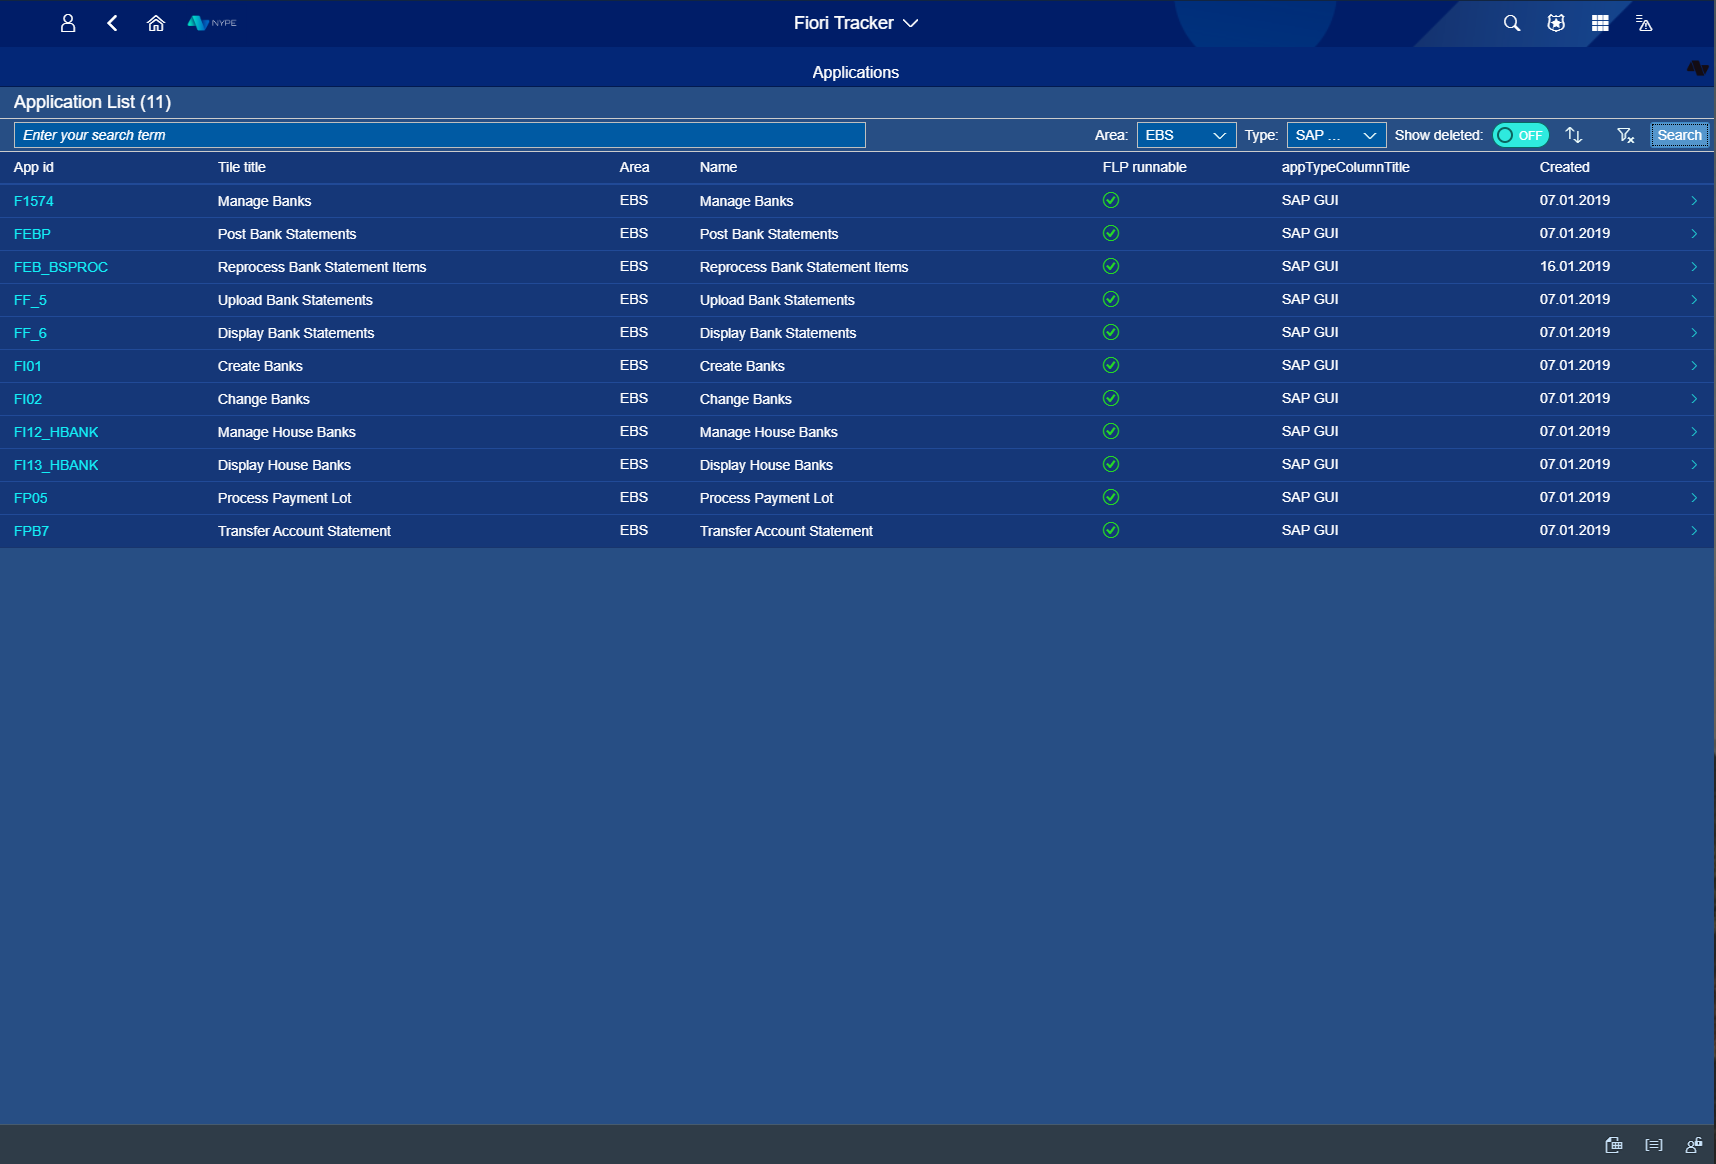 NYPE
Fiori Tracker
Applications
Application List (11)
Enter your search term Area: EBS Type: SAP ... Show deleted: OFF Search
App id Tile title Area Name FLP runnable appTypeColumnTitle Created
F1574 Manage Banks EBS Manage Banks SAP GUI 07.01.2019
FEBP Post Bank Statements EBS Post Bank Statements SAP GUI 07.01.2019
FEB_BSPROC Reprocess Bank Statement Items EBS Reprocess Bank Statement Items SAP GUI 16.01.2019
FF_5 Upload Bank Statements EBS Upload Bank Statements SAP GUI 07.01.2019
FF_6 Display Bank Statements EBS Display Bank Statements SAP GUI 07.01.2019
FI01 Create Banks EBS Create Banks SAP GUI 07.01.2019
FI02 Change Banks EBS Change Banks SAP GUI 07.01.2019
FI12_HBANK Manage House Banks EBS Manage House Banks SAP GUI 07.01.2019
FI13_HBANK Display House Banks EBS Display House Banks SAP GUI 07.01.2019
FP05 Process Payment Lot EBS Process Payment Lot SAP GUI 07.01.2019
FPB7 Transfer Account Statement EBS Transfer Account Statement SAP GUI 07.01.2019